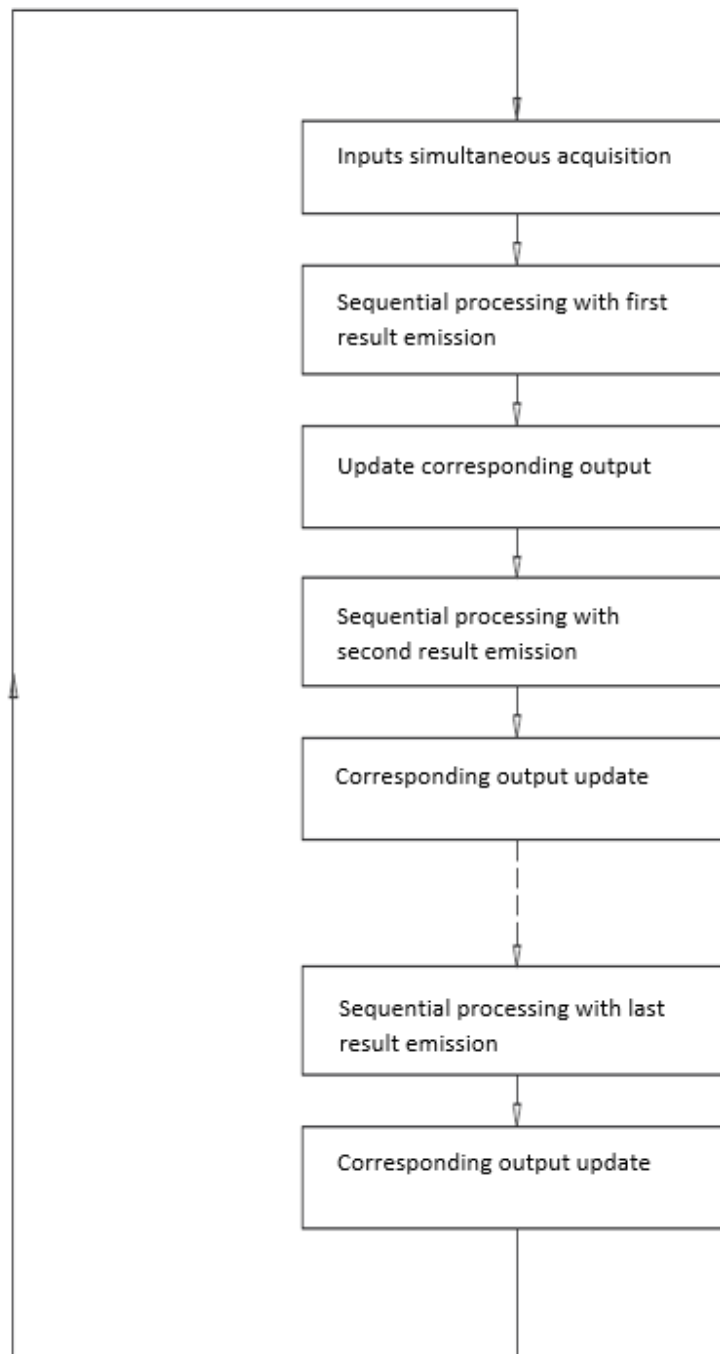 Inputs simultaneous acquisition
Sequential processing with first
result emission
Update corresponding output
Sequential processing with
second result emission
Corresponding output update
Sequential processing with last
result emission
Corresponding output update